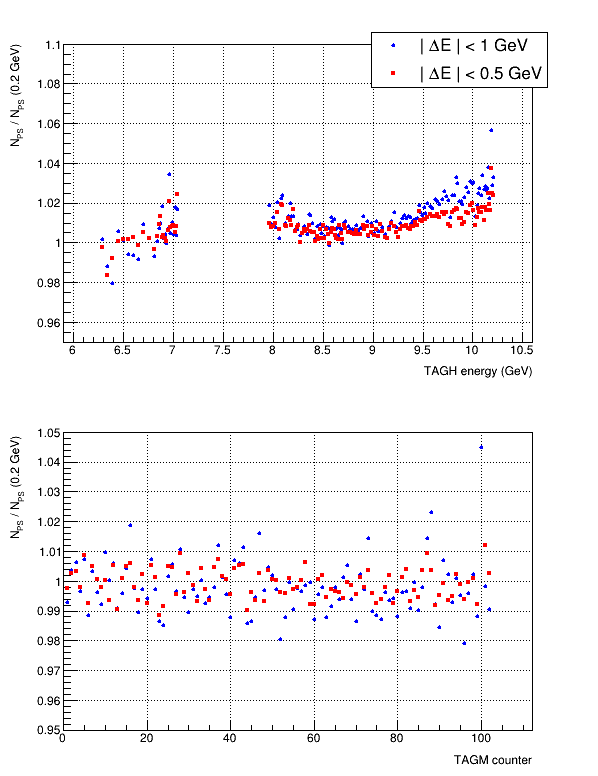 | ΔE | < 1 GeV
| ΔE | < 0.5 GeV
N_PS / N_PS (0.2 GeV)
1.1
1.08
1.06
1.04
1.02
1
0.98
0.96
6 6.5 7 7.5 8 8.5 9 9.5 10 10.5
TAGH energy (GeV)
N_PS / N_PS (0.2 GeV)
1.05
1.04
1.03
1.02
1.01
1
0.99
0.98
0.97
0.96
0.95
0 20 40 60 80 100
TAGM counter